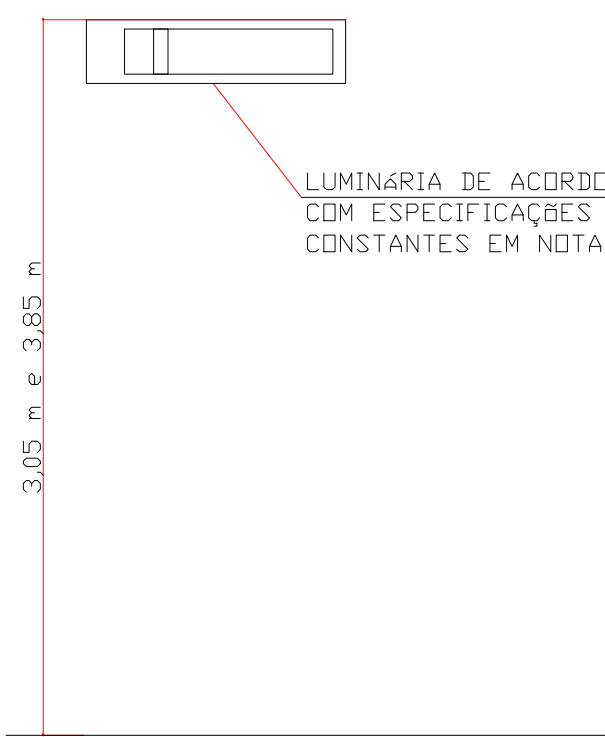 LUMINáRIA DE ACORDO
COM ESPECIFICAÇõES
CONSTANTES EM NOTA
3,05 m e 3,85 m